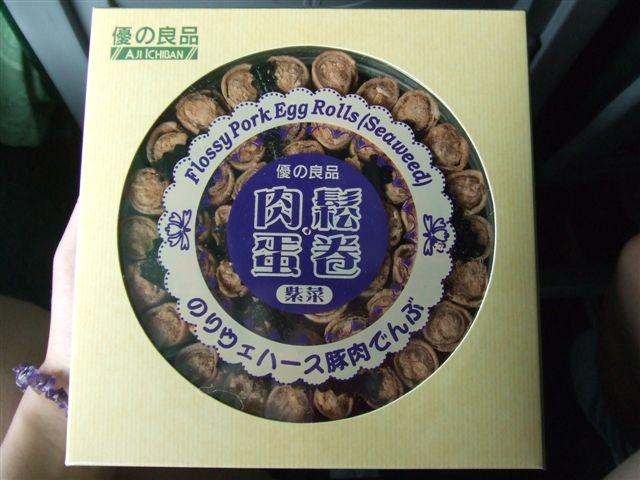 優の良品
AJI ICHIBAN
Flossy Pork Egg Rolls (Seaweed)
優の良品
肉鬆
蛋卷
紫菜
のりウェハース豚肉でんぶ